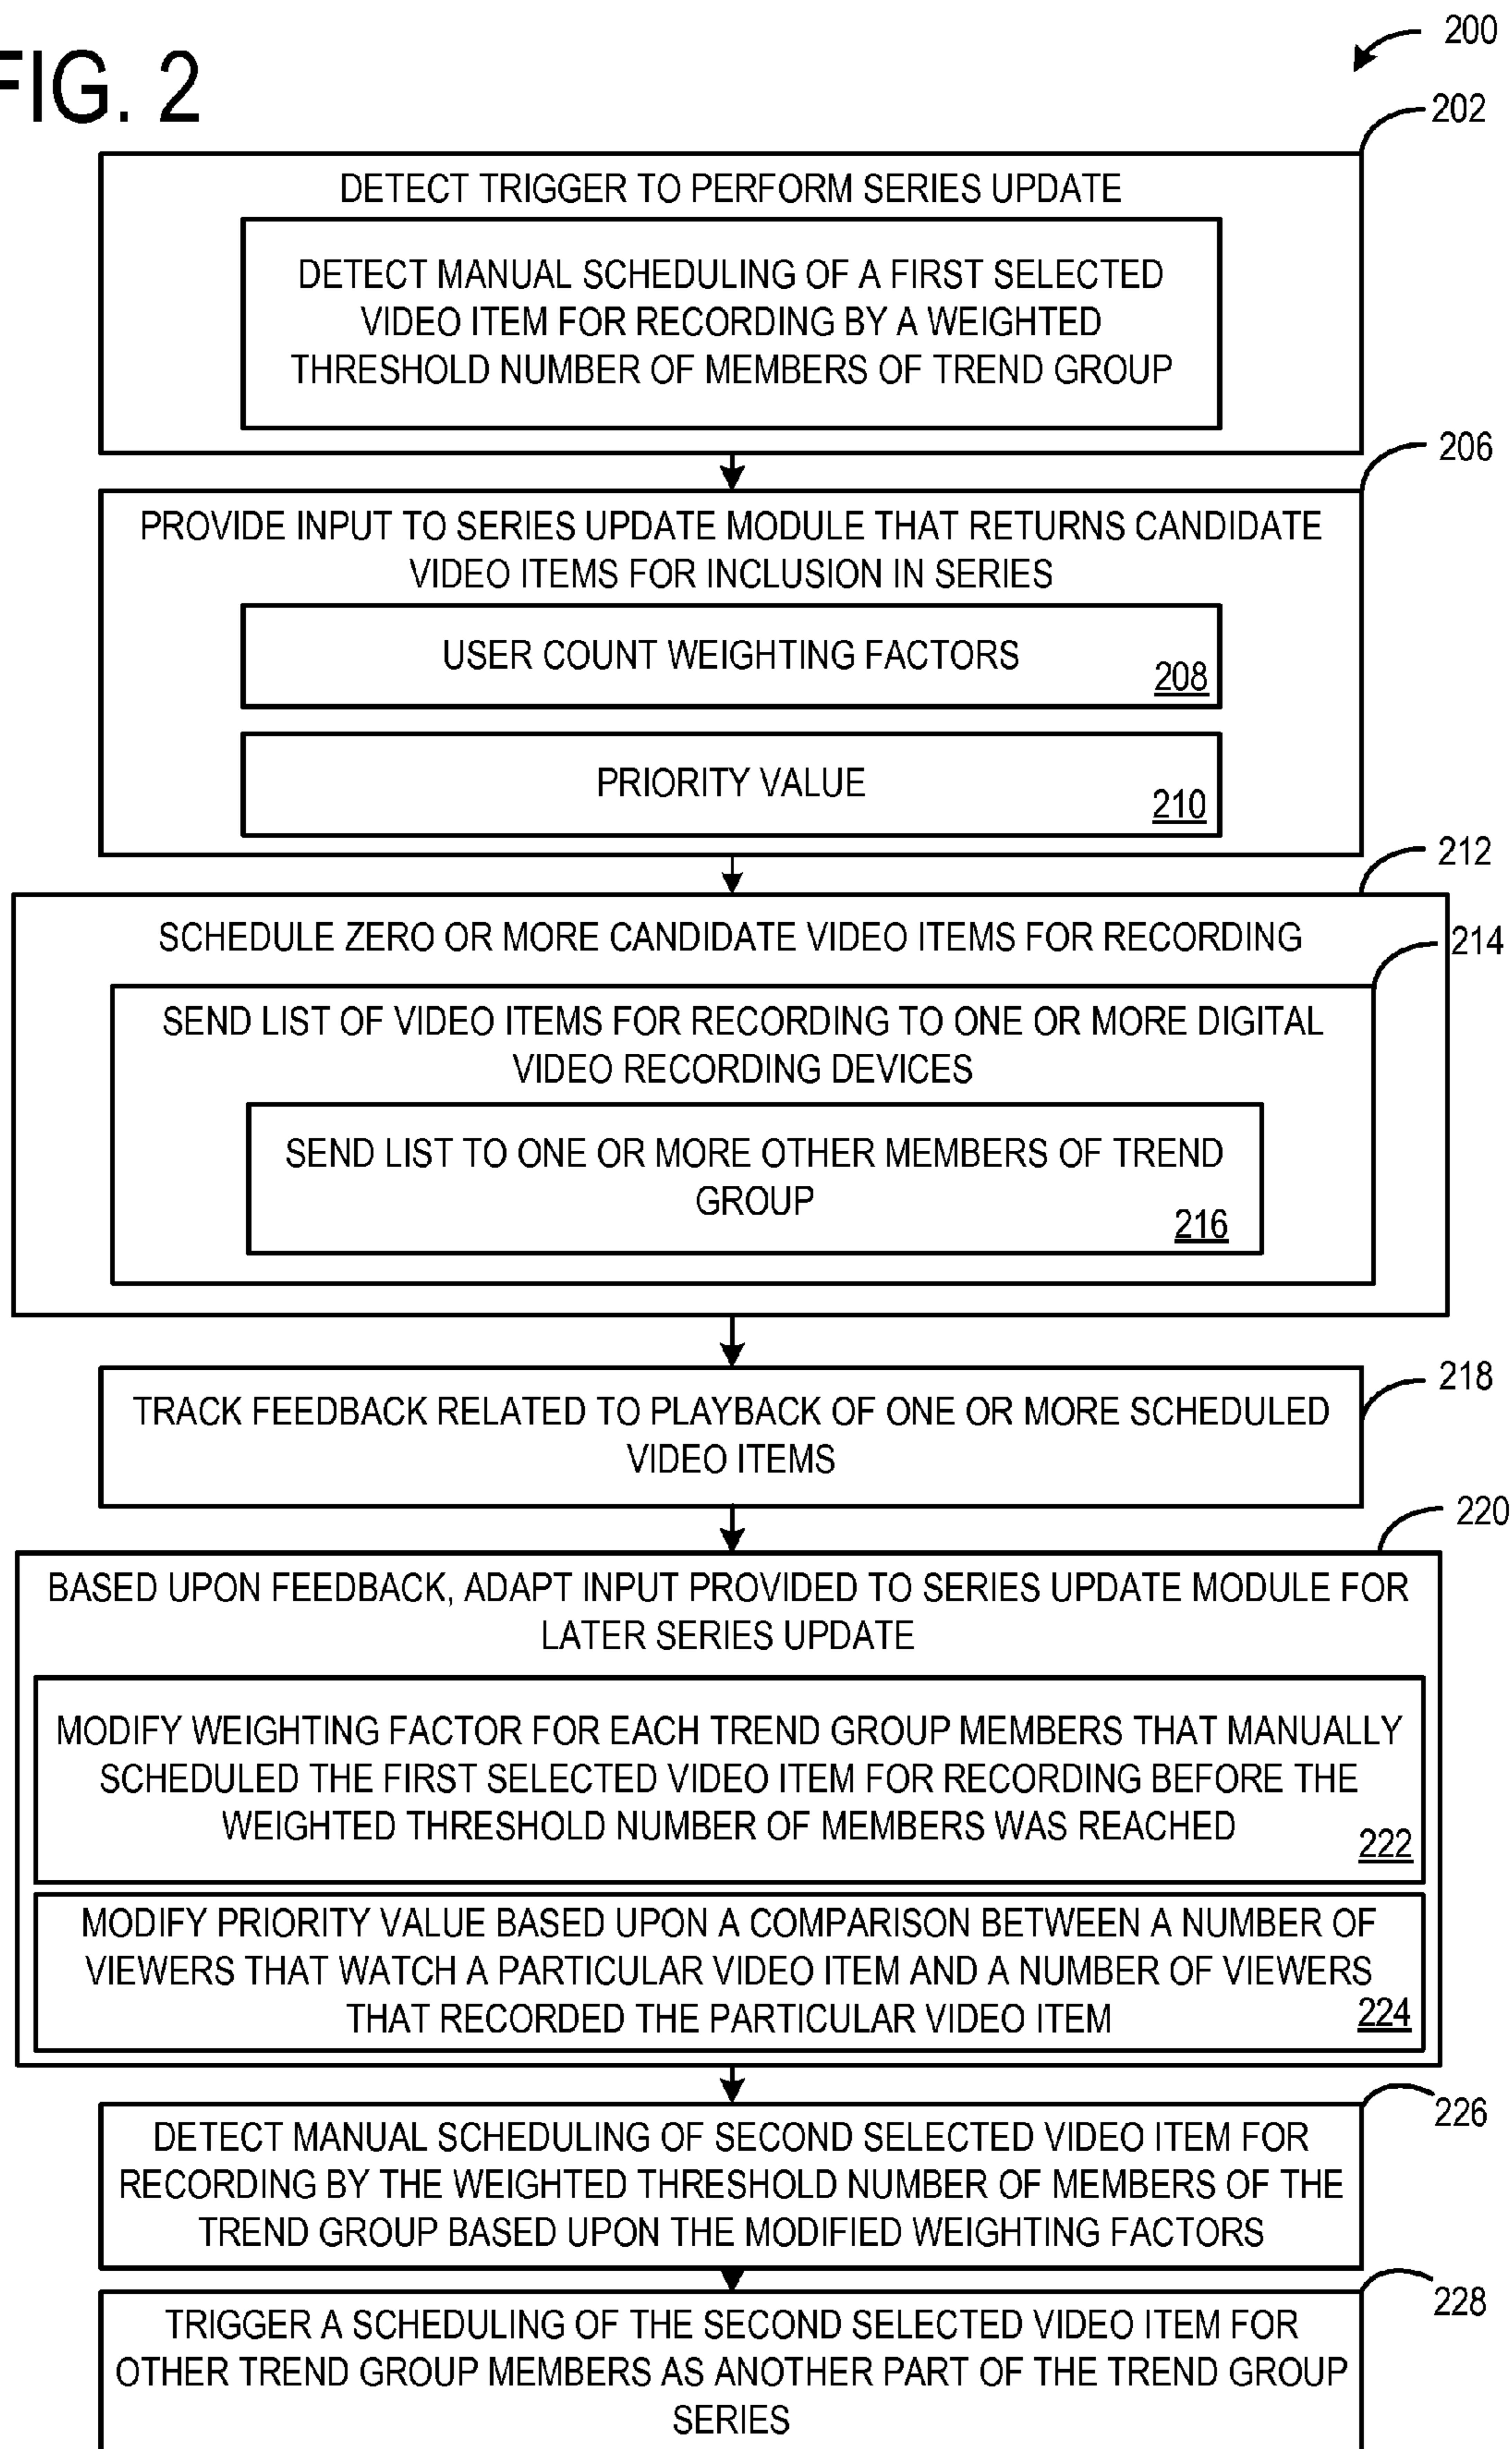 FIG. 2
200
202
DETECT TRIGGER TO PERFORM SERIES UPDATE
DETECT MANUAL SCHEDULING OF A FIRST SELECTED
VIDEO ITEM FOR RECORDING BY A WEIGHTED
THRESHOLD NUMBER OF MEMBERS OF TREND GROUP
206
PROVIDE INPUT TO SERIES UPDATE MODULE THAT RETURNS CANDIDATE
VIDEO ITEMS FOR INCLUSION IN SERIES
USER COUNT WEIGHTING FACTORS
208
PRIORITY VALUE
210
212
SCHEDULE ZERO OR MORE CANDIDATE VIDEO ITEMS FOR RECORDING
214
SEND LIST OF VIDEO ITEMS FOR RECORDING TO ONE OR MORE DIGITAL
VIDEO RECORDING DEVICES
SEND LIST TO ONE OR MORE OTHER MEMBERS OF TREND
GROUP
216
218
TRACK FEEDBACK RELATED TO PLAYBACK OF ONE OR MORE SCHEDULED
VIDEO ITEMS
220
BASED UPON FEEDBACK, ADAPT INPUT PROVIDED TO SERIES UPDATE MODULE FOR
LATER SERIES UPDATE
MODIFY WEIGHTING FACTOR FOR EACH TREND GROUP MEMBERS THAT MANUALLY
SCHEDULED THE FIRST SELECTED VIDEO ITEM FOR RECORDING BEFORE THE
WEIGHTED THRESHOLD NUMBER OF MEMBERS WAS REACHED
222
MODIFY PRIORITY VALUE BASED UPON A COMPARISON BETWEEN A NUMBER OF
VIEWERS THAT WATCH A PARTICULAR VIDEO ITEM AND A NUMBER OF VIEWERS
THAT RECORDED THE PARTICULAR VIDEO ITEM
224
226
DETECT MANUAL SCHEDULING OF SECOND SELECTED VIDEO ITEM FOR
RECORDING BY THE WEIGHTED THRESHOLD NUMBER OF MEMBERS OF THE
TREND GROUP BASED UPON THE MODIFIED WEIGHTING FACTORS
228
TRIGGER A SCHEDULING OF THE SECOND SELECTED VIDEO ITEM FOR
OTHER TREND GROUP MEMBERS AS ANOTHER PART OF THE TREND GROUP
SERIES